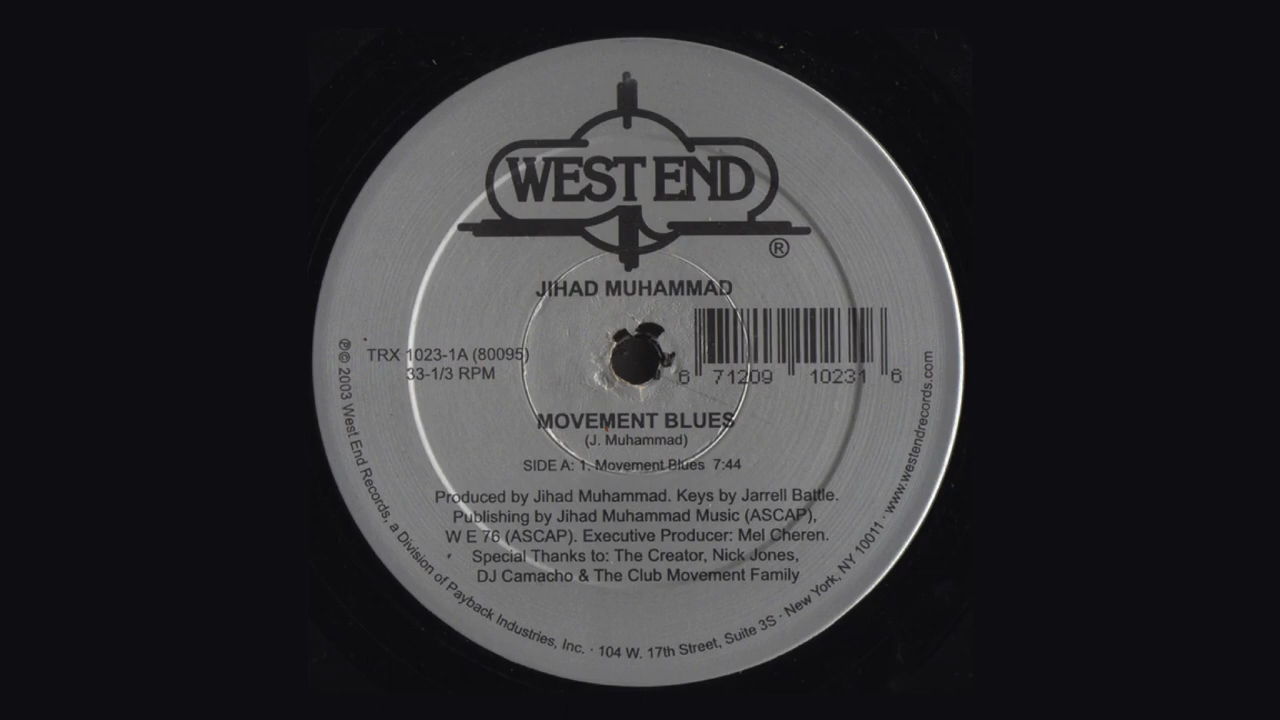 WEST END
®
JIHAD MUHAMMAD
TRX 1023-1A (80095)
33-1/3 RPM
6 71209 10231 6
MOVEMENT BLUES
(J. Muhammad)
SIDE A: 1. Movement Blues 7:44
Produced by Jihad Muhammad. Keys by Jarrell Battle.
Publishing by Jihad Muhammad Music (ASCAP),
W E 76 (ASCAP). Executive Producer: Mel Cheren.
Special Thanks to: The Creator, Nick Jones,
DJ Camacho & The Club Movement Family
℗© 2003 West End Records, a Division of Payback Industries, Inc. · 104 W. 17th Street, Suite 3S - New York, NY 10011 · www.westendrecords.com